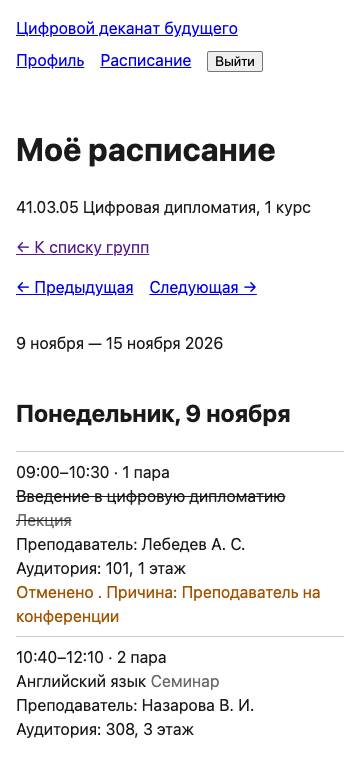 Цифровой деканат будущего
Профиль Расписание Выйти
Моё расписание
41.03.05 Цифровая дипломатия, 1 курс
← К списку групп
← Предыдущая Следующая →
9 ноября — 15 ноября 2026
Понедельник, 9 ноября
09:00–10:30 · 1 пара
Введение в цифровую дипломатию
Лекция
Преподаватель: Лебедев А. С.
Аудитория: 101, 1 этаж
Отменено . Причина: Преподаватель на
конференции
10:40–12:10 · 2 пара
Английский язык Семинар
Преподаватель: Назарова В. И.
Аудитория: 308, 3 этаж